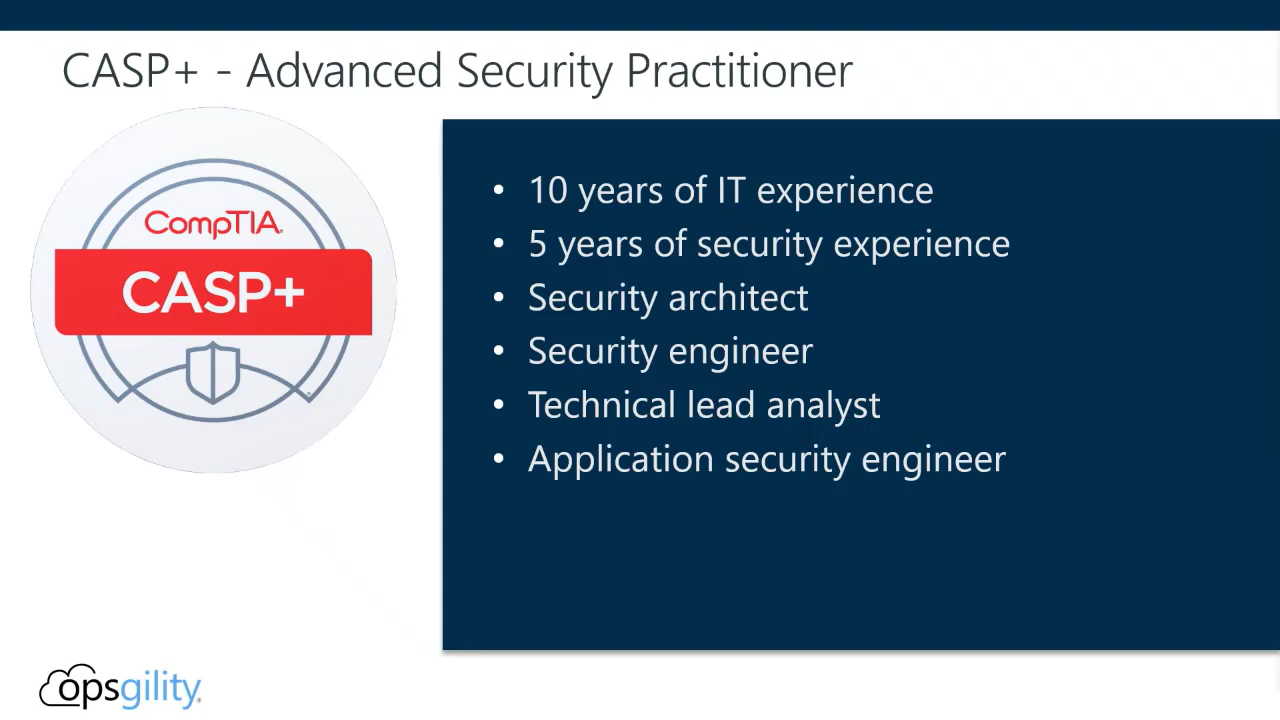 CASP+ - Advanced Security Practitioner
CompTIA.
CASP+
• 10 years of IT experience
• 5 years of security experience
• Security architect
• Security engineer
• Technical lead analyst
• Application security engineer
opsgility®